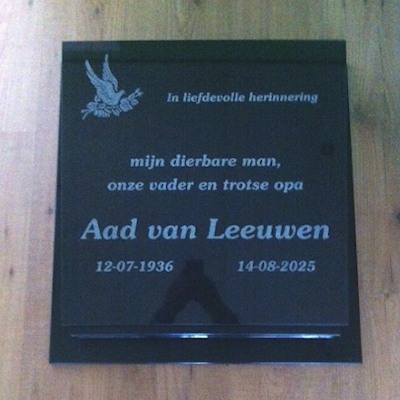 In liefdevolle herinnering
mijn dierbare man,
onze vader en trotse opa
Aad van Leeuwen
12-07-1936 14-08-2025